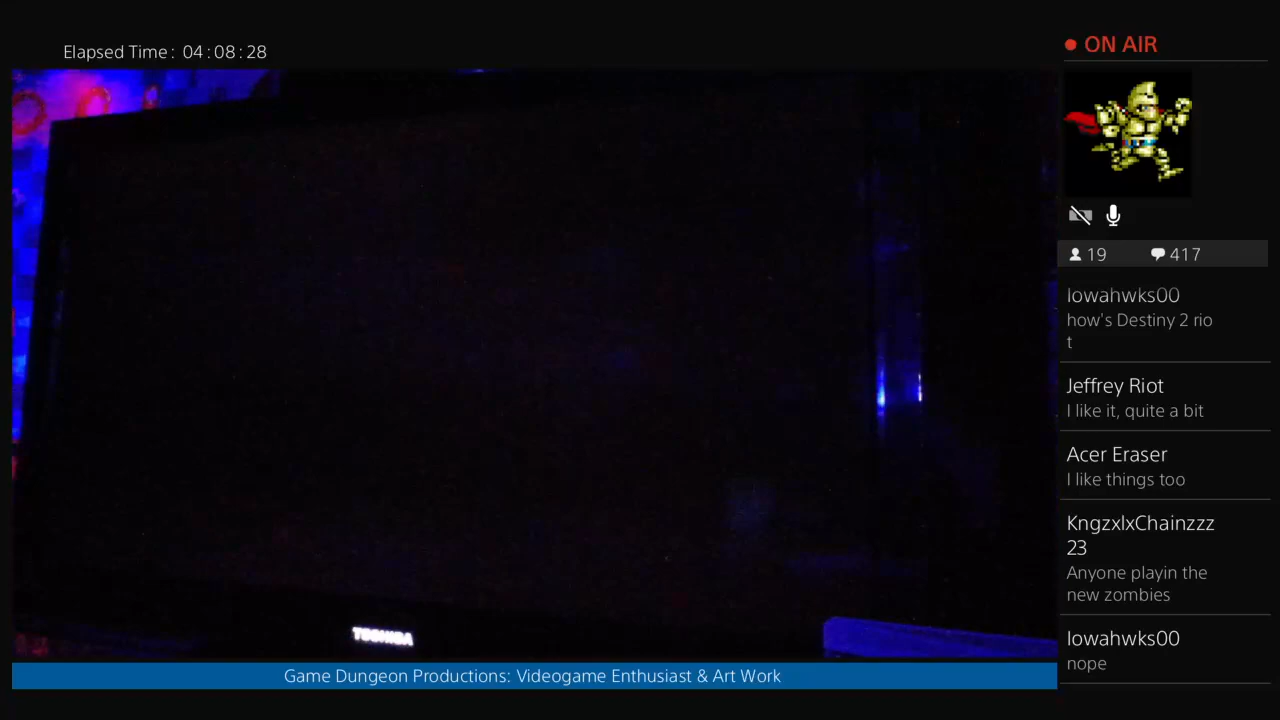 Elapsed Time: 04:08:28
ON AIR
19 417
Iowahwks00
how's Destiny 2 rio
t
Jeffrey Riot
I like it, quite a bit
Acer Eraser
I like things too
KngzxlxChainzzz
23
Anyone playin the
new zombies
Iowahwks00
nope
TOSHIBA
Game Dungeon Productions: Videogame Enthusiast & Art Work